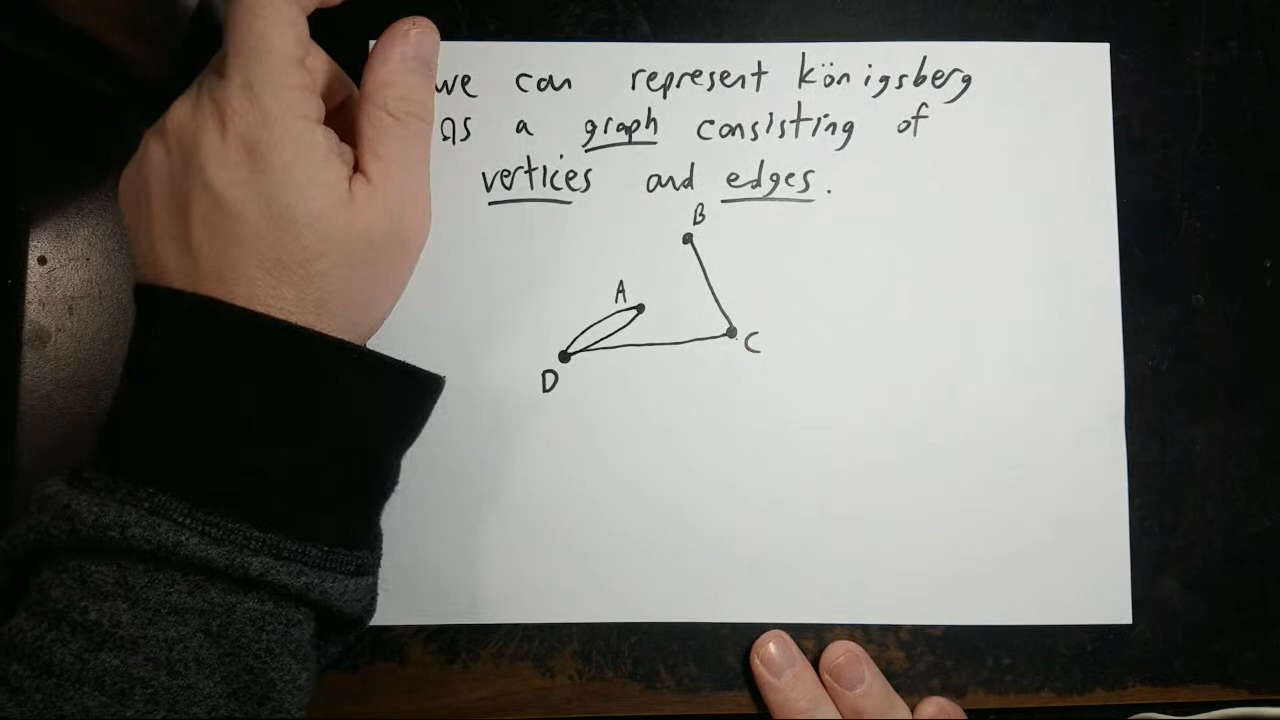 we can represent königsberg
as a graph consisting of
vertices and edges.
B
A
C
D